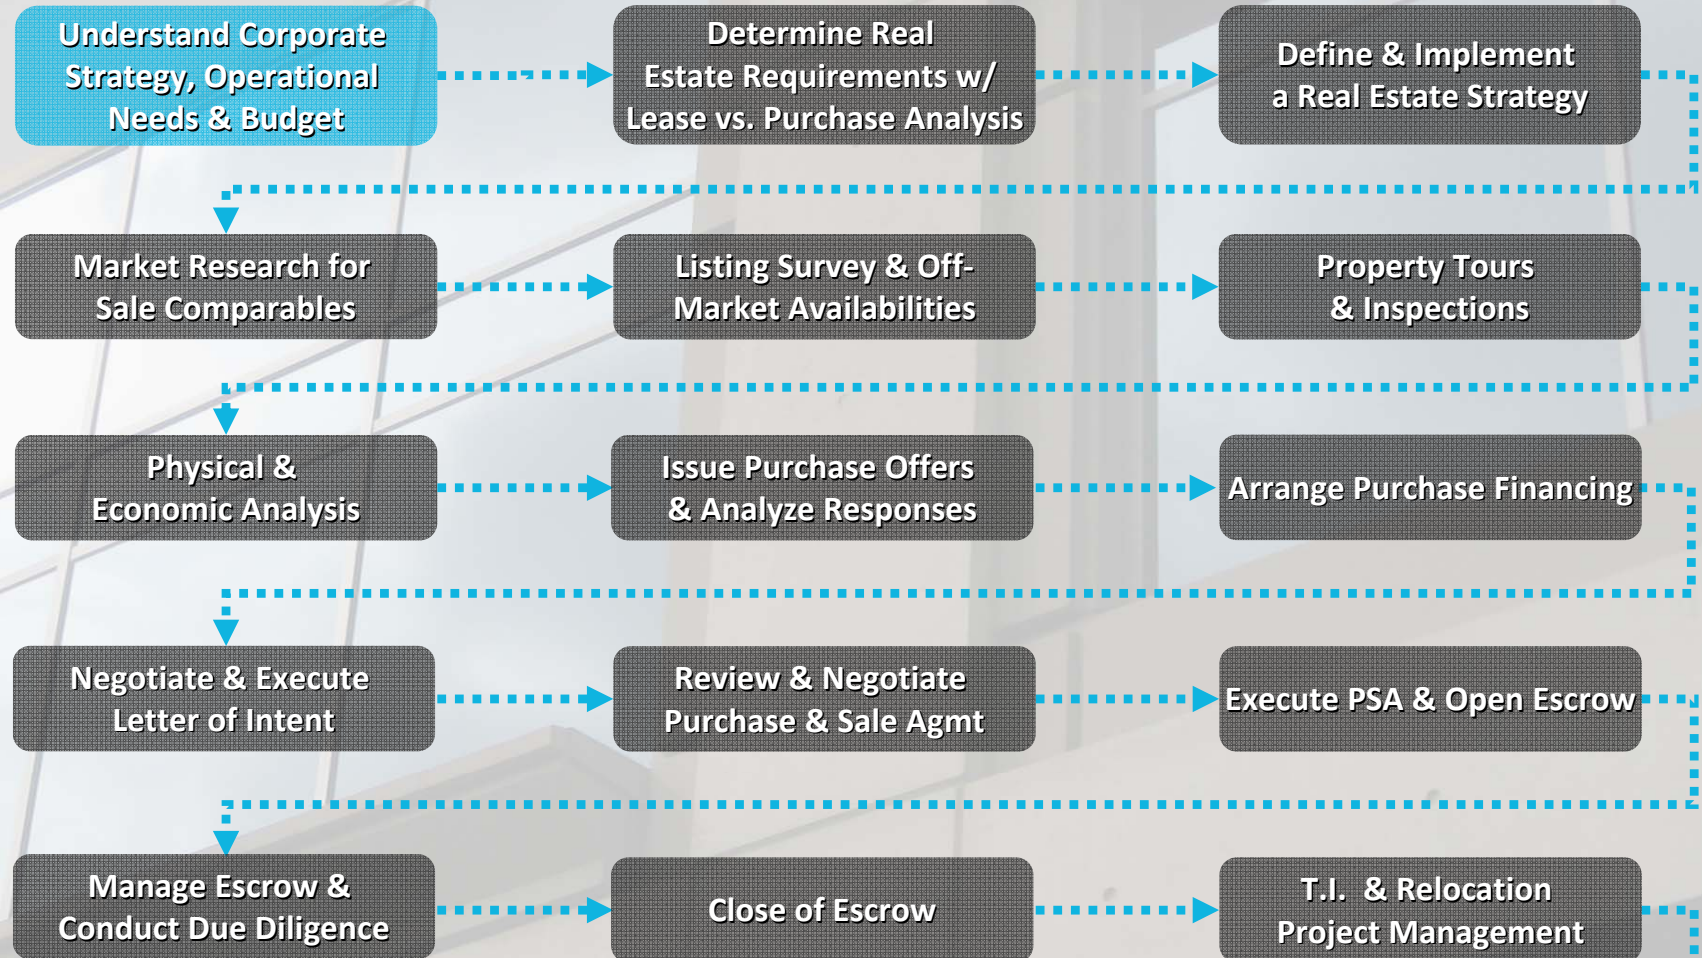 Understand Corporate
Strategy, Operational
Needs & Budget
Determine Real
Estate Requirements w/
Lease vs. Purchase Analysis
Define & Implement
a Real Estate Strategy
Market Research for
Sale Comparables
Listing Survey & Off-
Market Availabilities
Property Tours
& Inspections
Physical &
Economic Analysis
Issue Purchase Offers
& Analyze Responses
Arrange Purchase Financing
Negotiate & Execute
Letter of Intent
Review & Negotiate
Purchase & Sale Agmt
Execute PSA & Open Escrow
Manage Escrow &
Conduct Due Diligence
Close of Escrow
T.I. & Relocation
Project Management